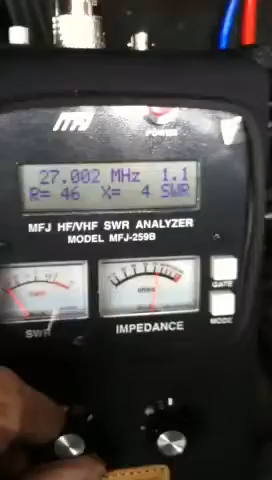 MFJ
POWER
27.002 MHz 1.1
R= 46 X= 4 SWR
MFJ HF/VHF SWR ANALYZER
MODEL MFJ-259B
GATE
MODE
SWR
IMPEDANCE